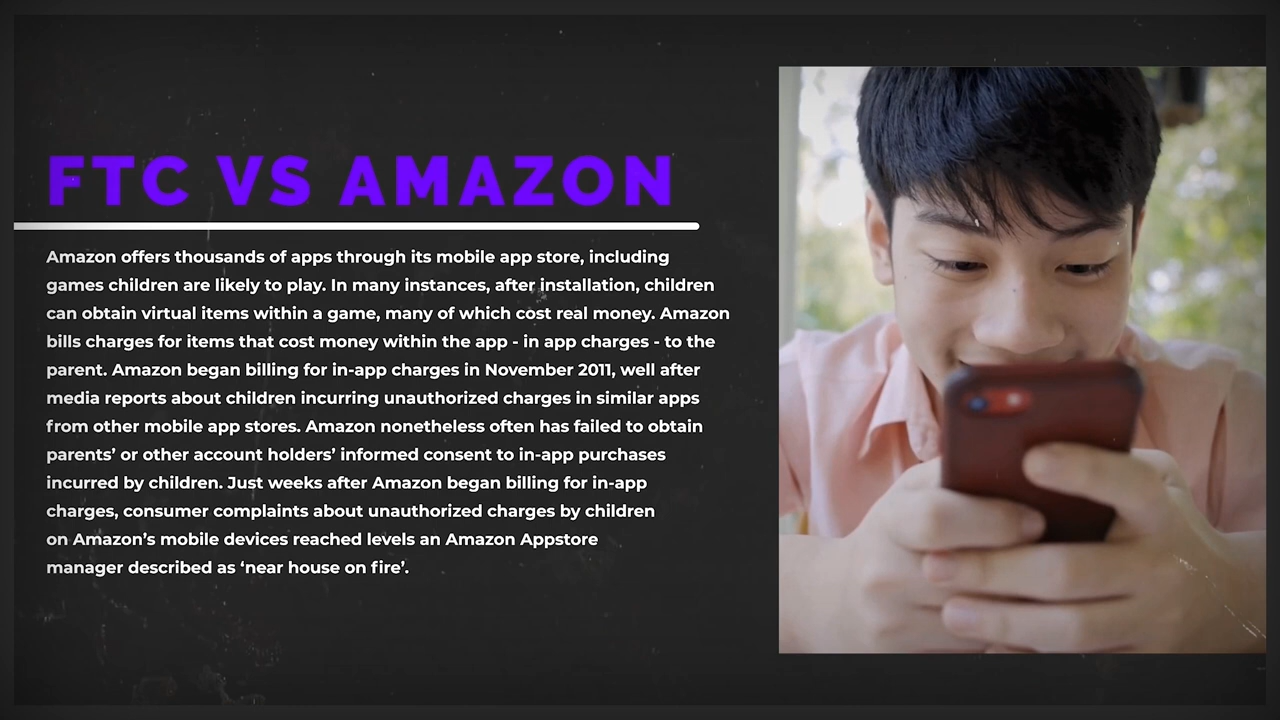 FTC VS AMAZON
Amazon offers thousands of apps through its mobile app store, including
games children are likely to play. In many instances, after installation, children
can obtain virtual items within a game, many of which cost real money. Amazon
bills charges for items that cost money within the app - in app charges - to the
parent. Amazon began billing for in-app charges in November 2011, well after
media reports about children incurring unauthorized charges in similar apps
from other mobile app stores. Amazon nonetheless often has failed to obtain
parents’ or other account holders’ informed consent to in-app purchases
incurred by children. Just weeks after Amazon began billing for in-app
charges, consumer complaints about unauthorized charges by children
on Amazon’s mobile devices reached levels an Amazon Appstore
manager described as ‘near house on fire’.